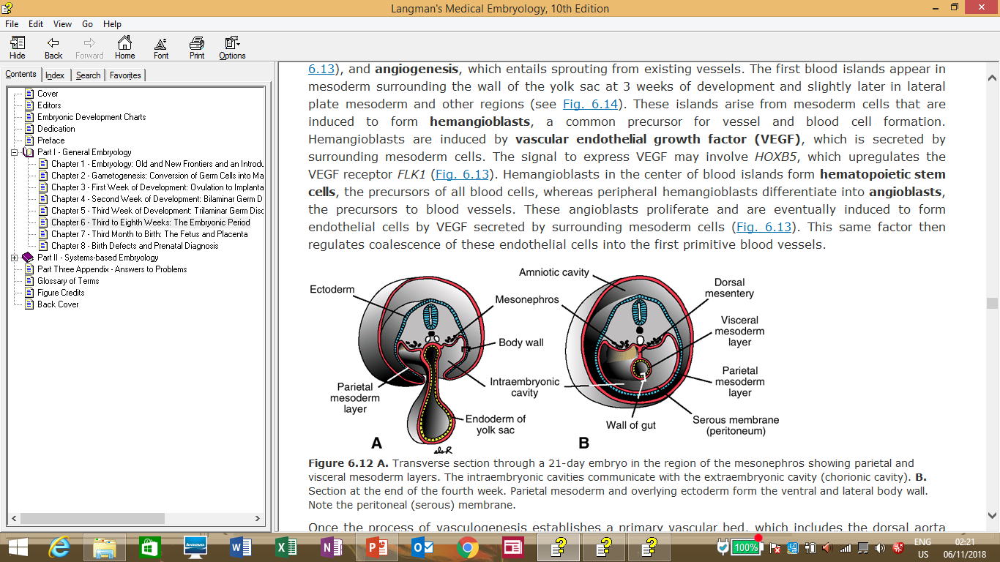 Langman's Medical Embryology, 10th Edition
File Edit View Go Help
Hide Back Forward Home Font Print Options
Contents Index Search Favorites
Cover
Editors
Embryonic Development Charts
Dedication
Preface
Part I - General Embryology
Chapter 1 - Embryology: Old and New Frontiers and an Introdu
Chapter 2 - Gametogenesis: Conversion of Germ Cells into Ma
Chapter 3 - First Week of Development: Ovulation to Implanta
Chapter 4 - Second Week of Development: Bilaminar Germ D
Chapter 5 - Third Week of Development: Trilaminar Germ Disc
Chapter 6 - Third to Eighth Weeks: The Embryonic Period
Chapter 7 - Third Month to Birth: The Fetus and Placenta
Chapter 8 - Birth Defects and Prenatal Diagnosis
Part II - Systems-based Embryology
Part Three Appendix - Answers to Problems
Glossary of Terms
Figure Credits
Back Cover
6.13), and angiogenesis, which entails sprouting from existing vessels. The first blood islands appear in
mesoderm surrounding the wall of the yolk sac at 3 weeks of development and slightly later in lateral
plate mesoderm and other regions (see Fig. 6.14). These islands arise from mesoderm cells that are
induced to form hemangioblasts, a common precursor for vessel and blood cell formation.
Hemangioblasts are induced by vascular endothelial growth factor (VEGF), which is secreted by
surrounding mesoderm cells. The signal to express VEGF may involve HOXB5, which upregulates the
VEGF receptor FLK1 (Fig. 6.13). Hemangioblasts in the center of blood islands form hematopoietic stem
cells, the precursors of all blood cells, whereas peripheral hemangioblasts differentiate into angioblasts,
the precursors to blood vessels. These angioblasts proliferate and are eventually induced to form
endothelial cells by VEGF secreted by surrounding mesoderm cells (Fig. 6.13). This same factor then
regulates coalescence of these endothelial cells into the first primitive blood vessels.
Ectoderm
Mesonephros
Body wall
Intraembryonic
cavity
Parietal
mesoderm
layer
Endoderm of
yolk sac
A
Amniotic cavity
Dorsal
mesentery
Visceral
mesoderm
layer
Parietal
mesoderm
layer
Wall of gut
Serous membrane
(peritoneum)
B
Figure 6.12 A. Transverse section through a 21-day embryo in the region of the mesonephros showing parietal and
visceral mesoderm layers. The intraembryonic cavities communicate with the extraembryonic cavity (chorionic cavity). B.
Section at the end of the fourth week. Parietal mesoderm and overlying ectoderm form the ventral and lateral body wall.
Note the peritoneal (serous) membrane.
Once the process of vasculogenesis establishes a primary vascular bed, which includes the dorsal aorta
lenovo
100%
ENG
US
02:21
06/11/2018